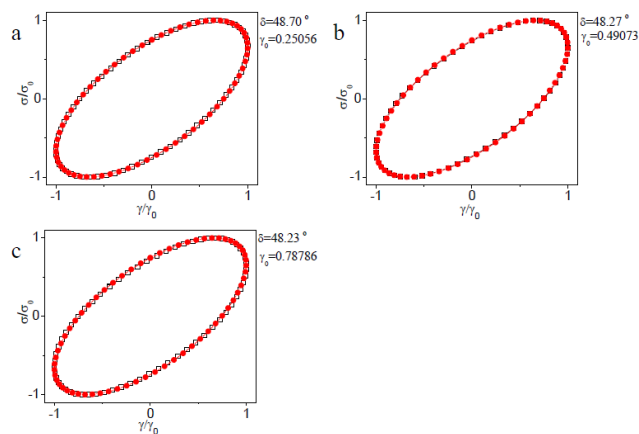 a
δ=48.70 °
γ₀=0.25056
1
0
-1
σ/σ₀
-1 0 1
γ/γ₀
b
δ=48.27 °
γ₀=0.49073
1
0
-1
σ/σ₀
-1 0 1
γ/γ₀
c
δ=48.23 °
γ₀=0.78786
1
0
-1
σ/σ₀
-1 0 1
γ/γ₀